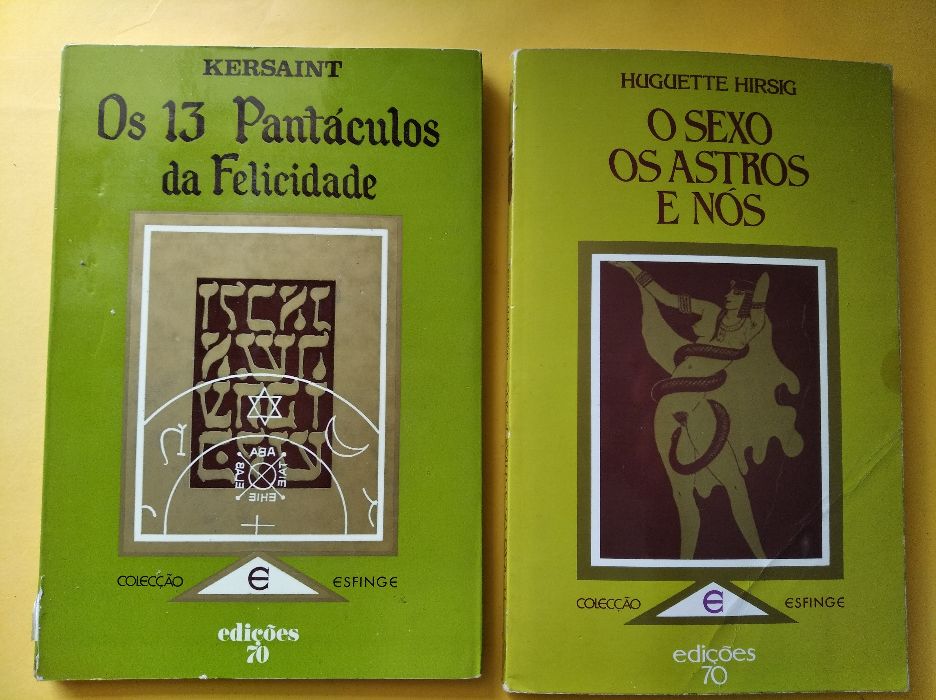 KERSAINT
Os 13 Pantáculos
da Felicidade
ABA
EHIE
COLECÇÃO
E
ESFINGE
edições
70
HUGUETTE HIRSIG
O SEXO
OS ASTROS
E NÓS
COLECÇÃO
E
ESFINGE
edições
70